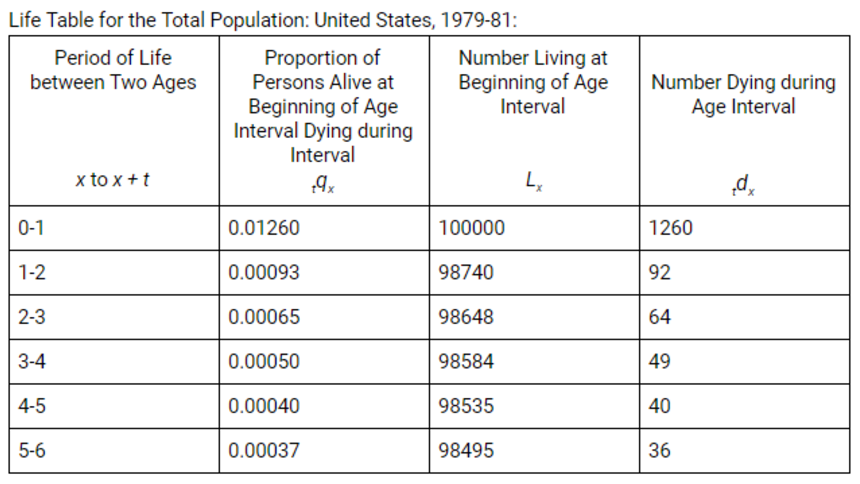 Life Table for the Total Population: United States, 1979-81:
Period of Life
between Two Ages
x to x + t
Proportion of
Persons Alive at
Beginning of Age
Interval Dying during
Interval
tqx
Number Living at
Beginning of Age
Interval
Lx
Number Dying during
Age Interval
tdx
0-1 0.01260 100000 1260
1-2 0.00093 98740 92
2-3 0.00065 98648 64
3-4 0.00050 98584 49
4-5 0.00040 98535 40
5-6 0.00037 98495 36